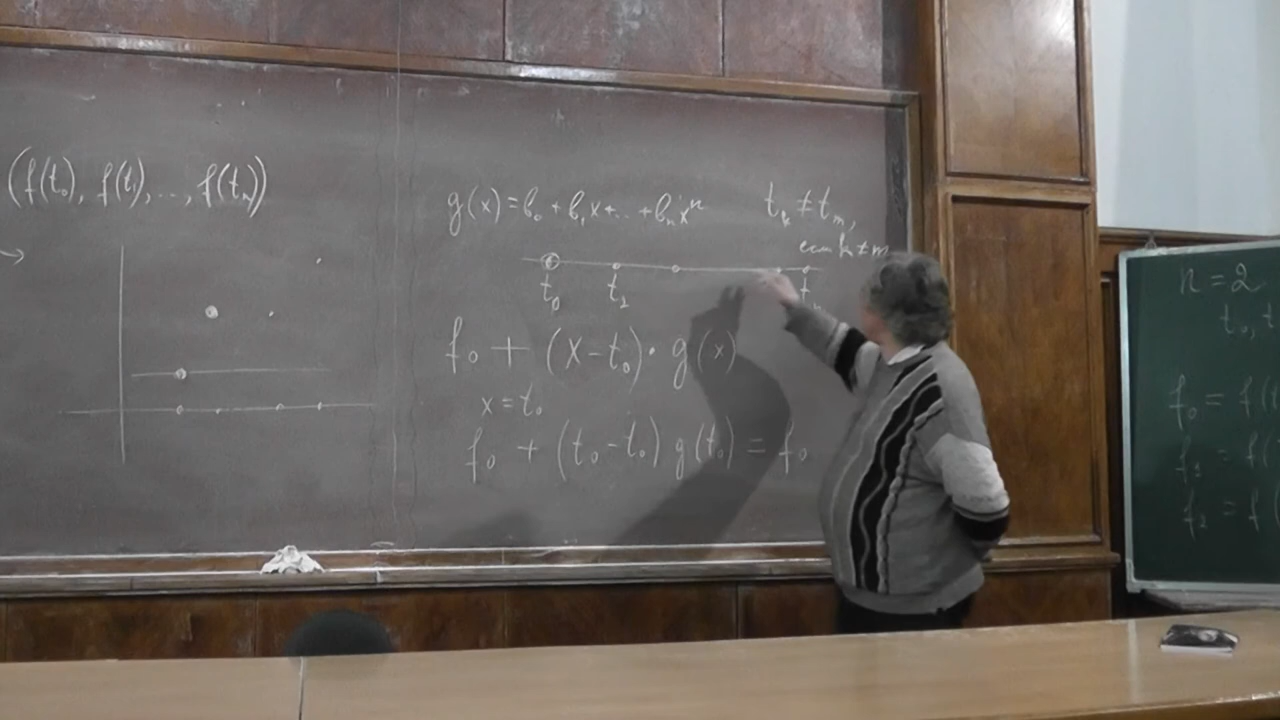 (f(t₀), f(t₁), ..., f(tₙ))
→
g(x) = b₀ + b₁x + ... + bₙxⁿ
tₖ ≠ tₘ,
если k ≠ m
t₀ t₁
f₀ + (x-t₀)·g(x)
x = t₀
f₀ + (t₀-t₀) g(t₀) = f₀
n = 2
t₀, t
f₀ = f(
f₁ = f(
f₂ = f(